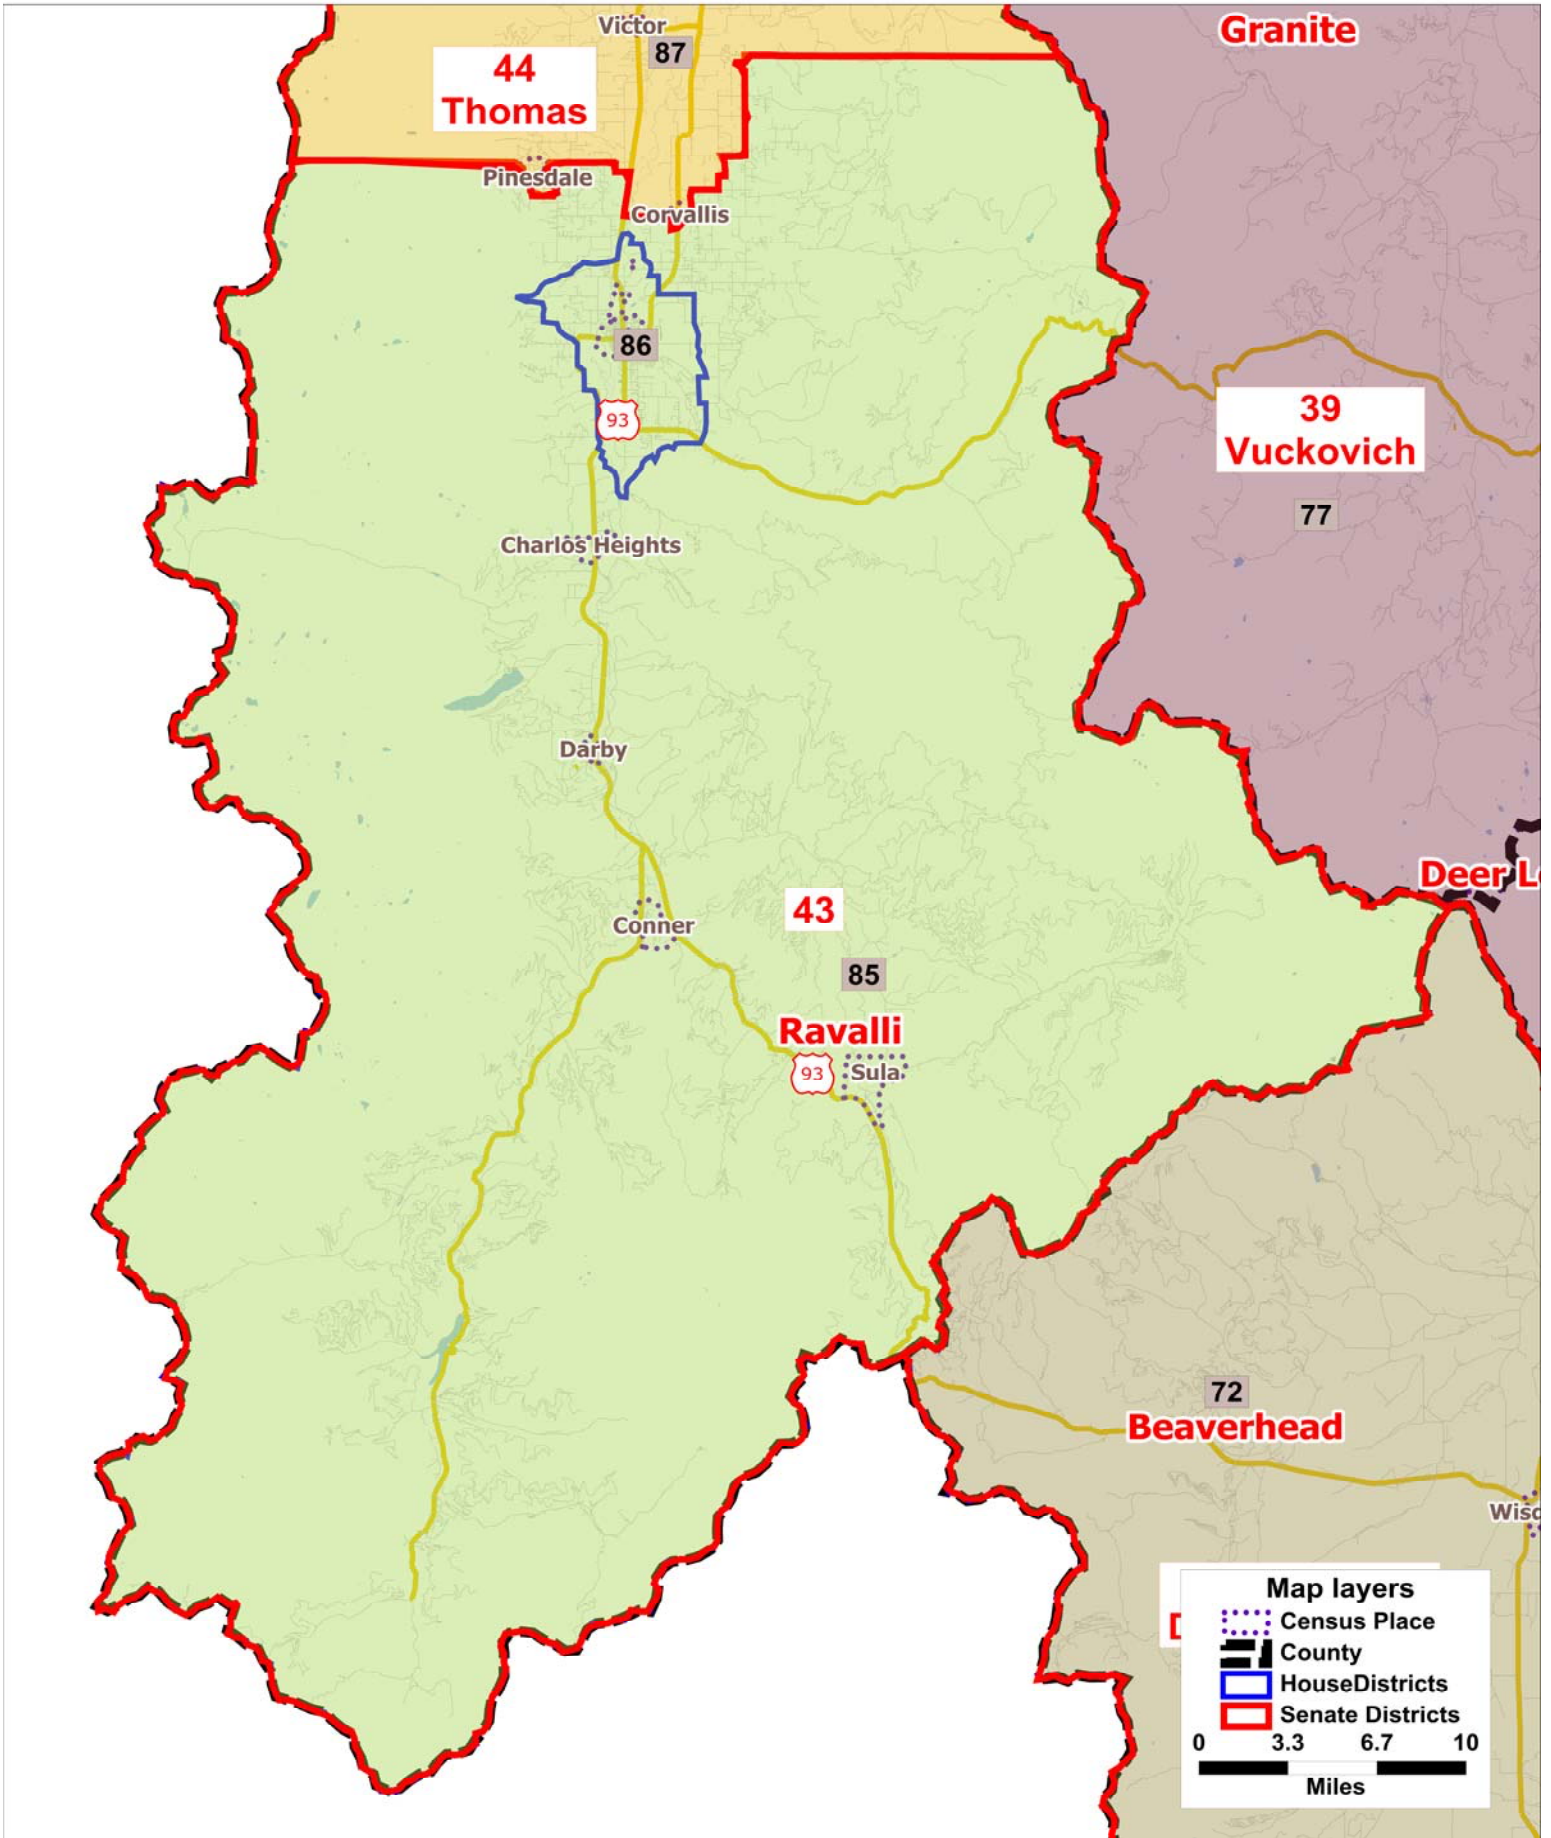 Victor
Granite
87
44
Thomas
Pinesdale
Corvallis
86
39
Vuckovich
93
77
Charlos Heights
Darby
Deer L
43
Conner
85
Ravalli
93
Sula
72
Beaverhead
Wisd
Map layers
Census Place
County
HouseDistricts
Senate Districts
0 3.3 6.7 10
Miles